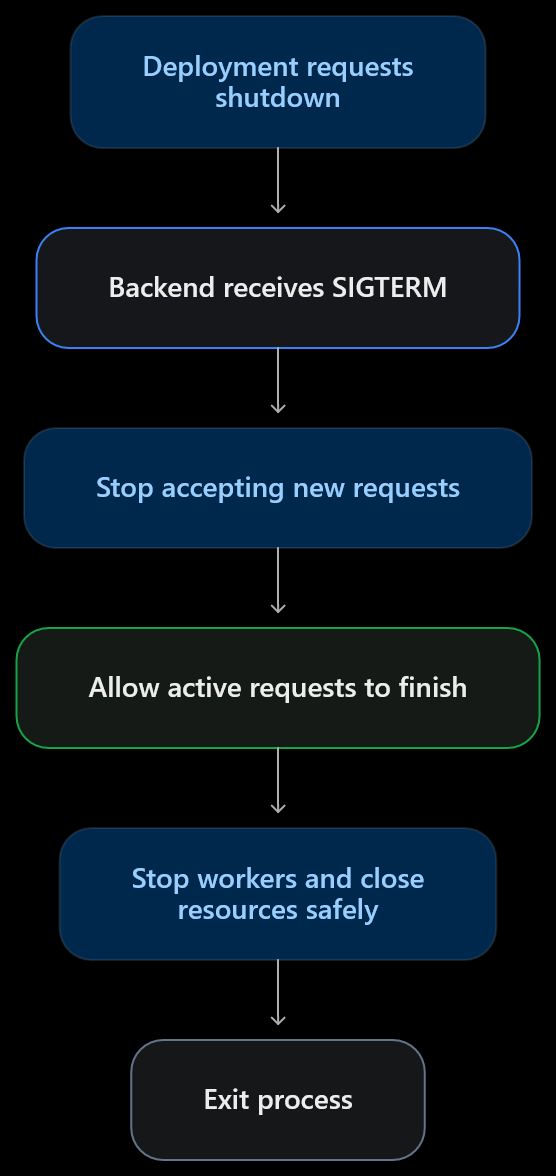 Deployment requests
shutdown
Backend receives SIGTERM
Stop accepting new requests
Allow active requests to finish
Stop workers and close
resources safely
Exit process